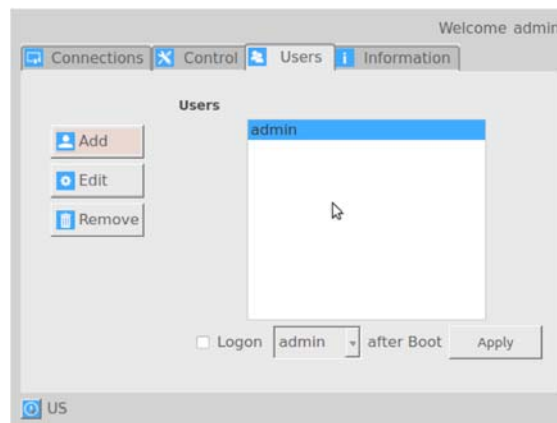 Welcome admin
Connections Control Users Information
Users
admin
Add
Edit
Remove
Logon admin after Boot Apply
US